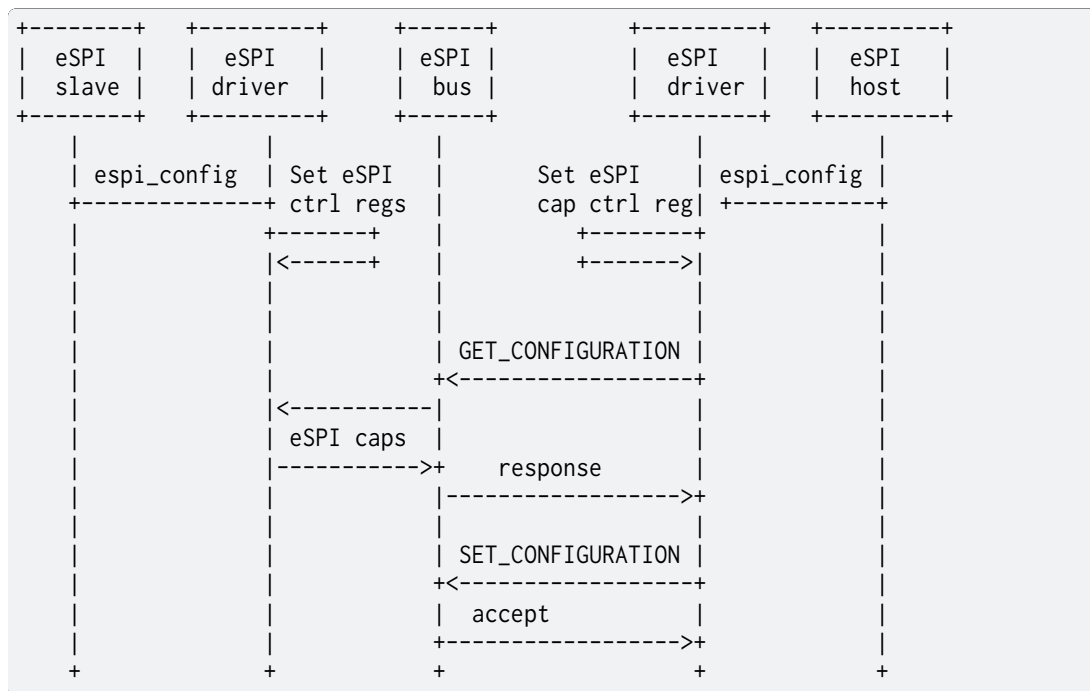 +--------+   +---------+     +------+          +---------+   +---------+
|  eSPI  |   |  eSPI   |     | eSPI |          |  eSPI   |   |  eSPI   |
|  slave |   | driver  |     |  bus |          |  driver |   |  host   |
+--------+   +---------+     +------+          +---------+   +---------+
    |              |             |                   |             |
    | espi_config  | Set eSPI    |       Set eSPI    | espi_config |
    +--------------+ ctrl regs   |       cap ctrl reg| +-----------+
    |              +-------+     |          +--------+             |
    |              |<------+     |          +------->|             |
    |              |             |                   |             |
    |              |             |                   |             |
    |              |             | GET_CONFIGURATION |             |
    |              |             +<------------------+             |
    |              |<-----------|                    |             |
    |              | eSPI caps   |                   |             |
    |              |------------>+    response       |             |
    |              |             |------------------>+             |
    |              |             |                   |             |
    |              |             | SET_CONFIGURATION |             |
    |              |             +<------------------+             |
    |              |             |  accept           |             |
    |              |             +------------------>+             |
    +              +             +                   +             +